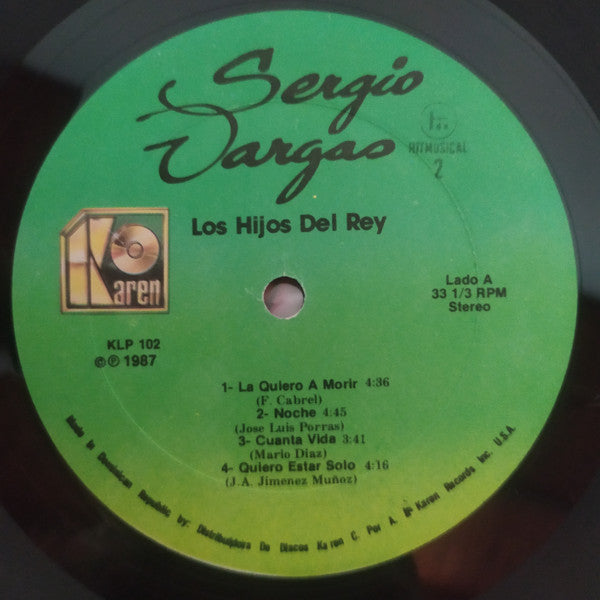 Sergio
Vargas
RITMUSICAL
2
Los Hijos Del Rey
Karen
Lado A
33 1/3 RPM
Stereo
KLP 102
©℗ 1987
1- La Quiero A Morir 4:36
(F. Cabrel)
2- Noche 4:45
(Jose Luis Porras)
3- Cuanta Vida 3:41
(Mario Diaz)
4- Quiero Estar Solo 4:16
(J.A. Jimenez Muñoz)
Made In Dominican Republic by: Distribuidora De Discos Karen C. Por A. Karen Records Inc. U.S.A.